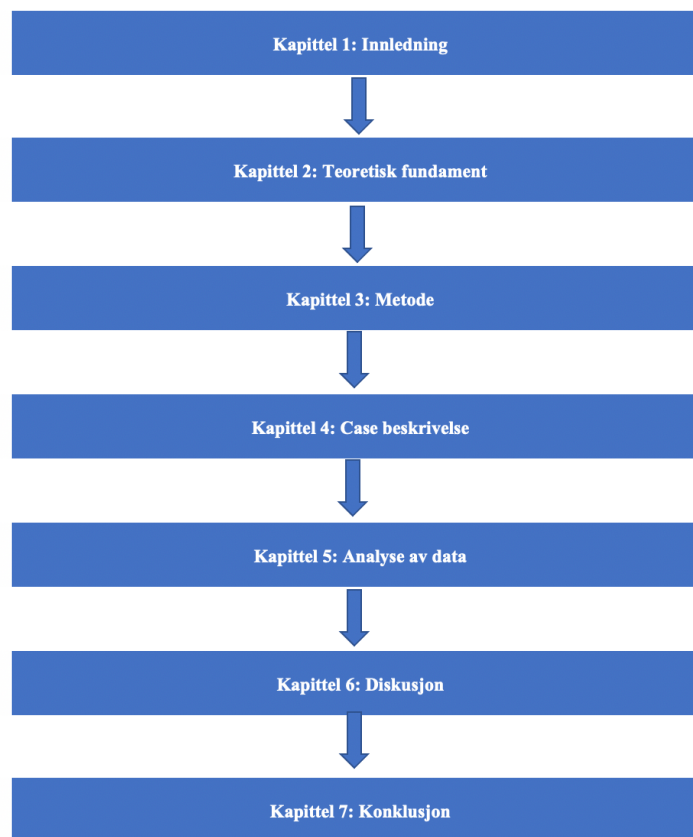 Kapittel 1: Innledning
Kapittel 2: Teoretisk fundament
Kapittel 3: Metode
Kapittel 4: Case beskrivelse
Kapittel 5: Analyse av data
Kapittel 6: Diskusjon
Kapittel 7: Konklusjon